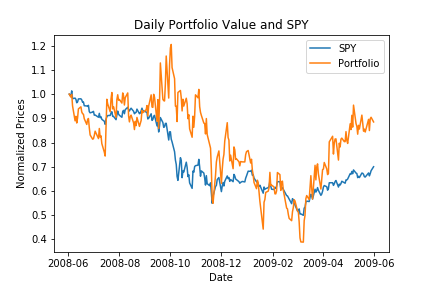 Daily Portfolio Value and SPY
SPY
Portfolio
Normalized Prices
1.2
1.1
1.0
0.9
0.8
0.7
0.6
0.5
0.4
2008-06 2008-08 2008-10 2008-12 2009-02 2009-04 2009-06
Date